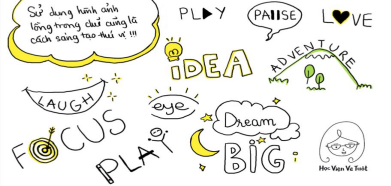 Sử dụng hình ảnh
lồng trong chữ cũng là
cách sáng tạo thú vị !!!
PLAY
PAUSE
LOVE
iDEA
ADVENTURE
LAUGH
eye
FOCUS
PLAY
Dream
BiG
Học Viện Vẽ Tươi